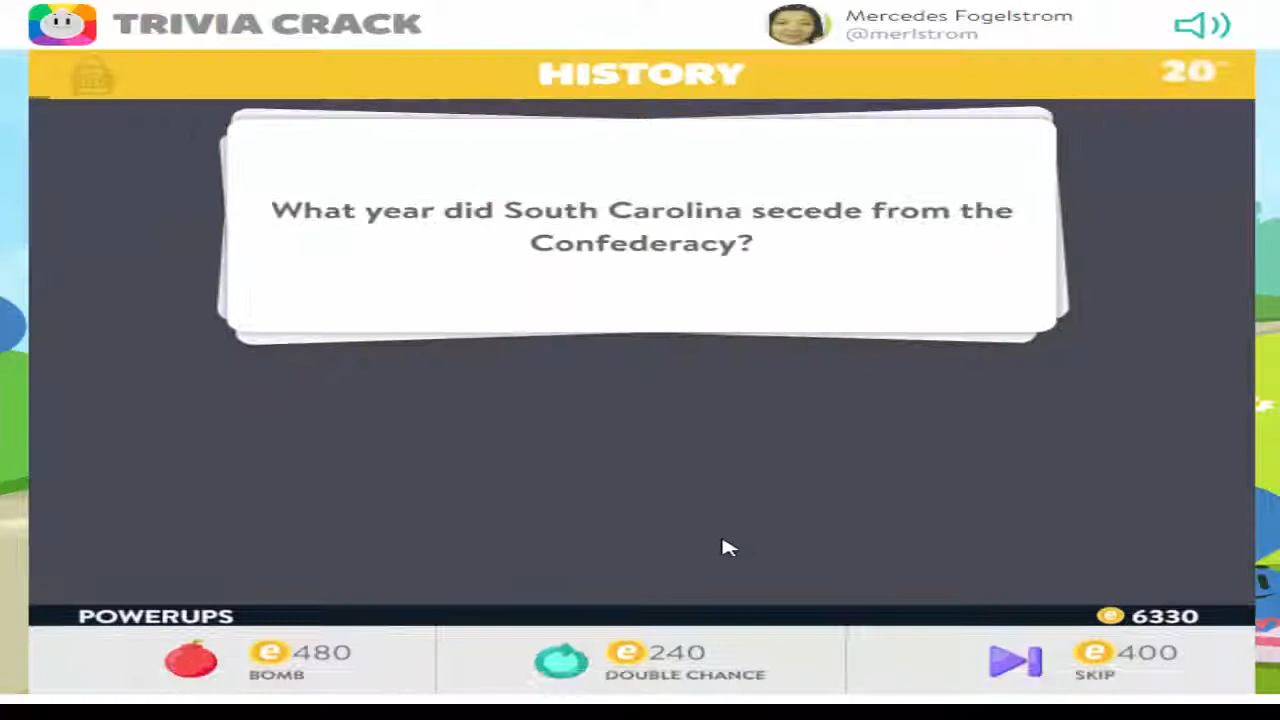 TRIVIA CRACK
Mercedes Fogelstrom
@merlstrom
HISTORY
20
What year did South Carolina secede from the
Confederacy?
POWERUPS
6330
480
BOMB
240
DOUBLE CHANCE
400
SKIP